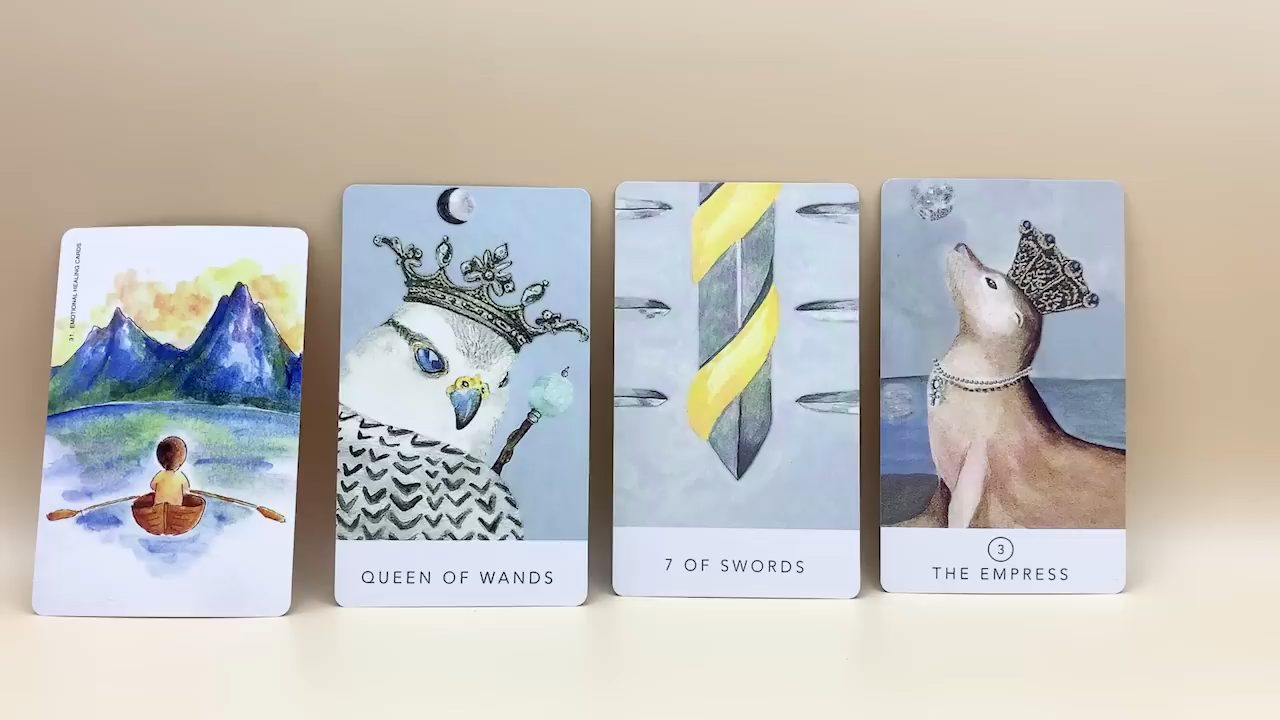 31 EMOTIONAL HEALING CARDS
QUEEN OF WANDS
7 OF SWORDS
3
THE EMPRESS